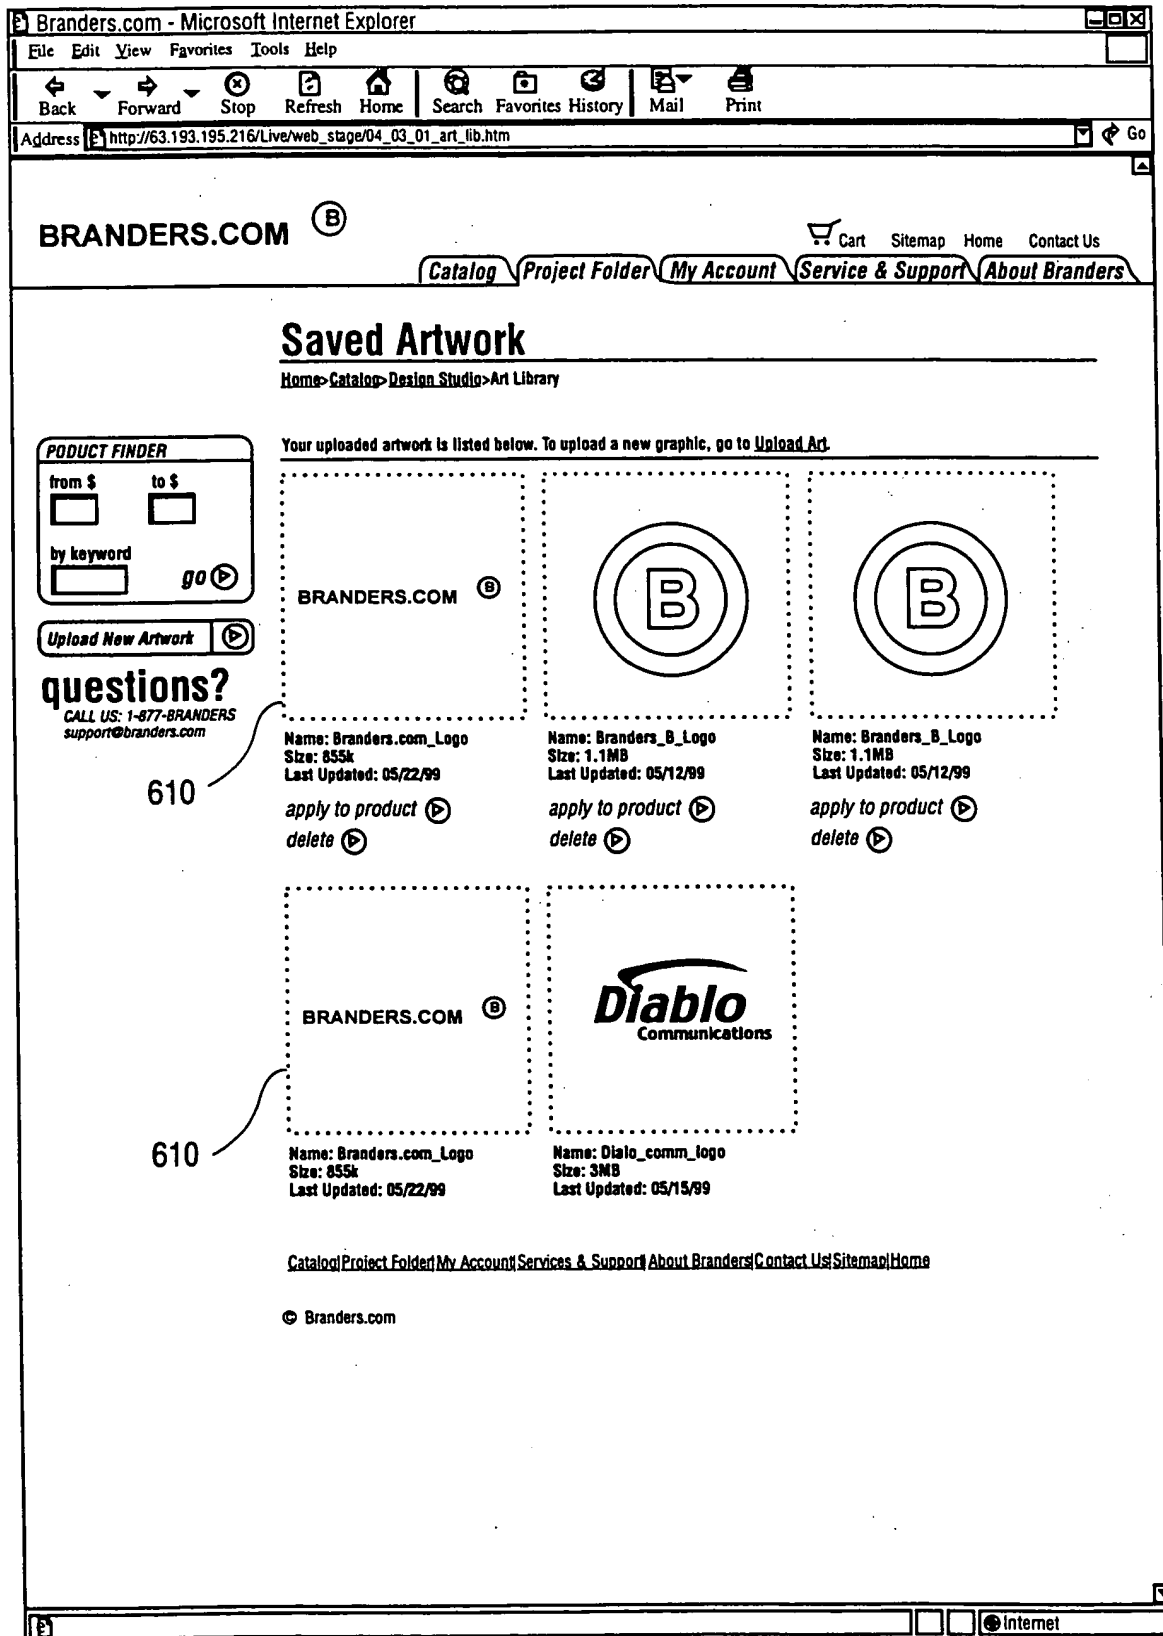 Branders.com - Microsoft Internet Explorer
File Edit View Favorites Tools Help
Back Forward Stop Refresh Home Search Favorites History Mail Print
Address http://63.193.195.216/Live/web_stage/04_03_01_art_lib.htm Go
BRANDERS.COM B
Cart Sitemap Home Contact Us
Catalog Project Folder My Account Service & Support About Branders
Saved Artwork
Home>Catalog>Design Studio>Art Library
PODUCT FINDER
from $ to $
by keyword
go
Upload New Artwork
questions?
CALL US: 1-877-BRANDERS
support@branders.com
Your uploaded artwork is listed below. To upload a new graphic, go to Upload Art.
BRANDERS.COM B
B
B
610
Name: Branders.com_Logo
Size: 855k
Last Updated: 05/22/99
apply to product
delete
Name: Branders_B_Logo
Size: 1.1MB
Last Updated: 05/12/99
apply to product
delete
Name: Branders_B_Logo
Size: 1.1MB
Last Updated: 05/12/99
apply to product
delete
BRANDERS.COM B
Diablo
Communications
610
Name: Branders.com_Logo
Size: 855k
Last Updated: 05/22/99
Name: Dialo_comm_logo
Size: 3MB
Last Updated: 05/15/99
Catalog|Project Folder|My Account|Services & Support|About Branders|Contact Us|Sitemap|Home
© Branders.com
Internet